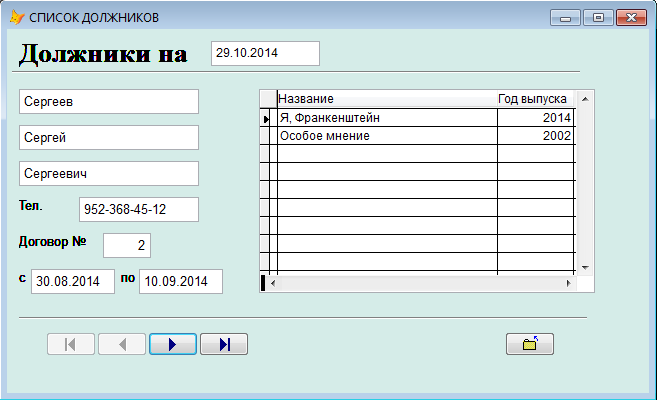 СПИСОК ДОЛЖНИКОВ
Должники на 29.10.2014
Сергеев
Сергей
Сергеевич
Тел. 952-368-45-12
Договор № 2
с 30.08.2014 по 10.09.2014
Название Год выпуска
Я, Франкенштейн 2014
Особое мнение 2002